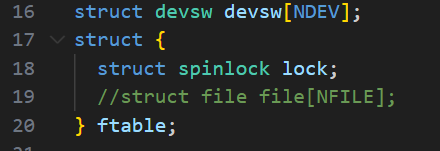 16 struct devsw devsw[NDEV];
17 struct {
18 struct spinlock lock;
19 //struct file file[NFILE];
20 } ftable;